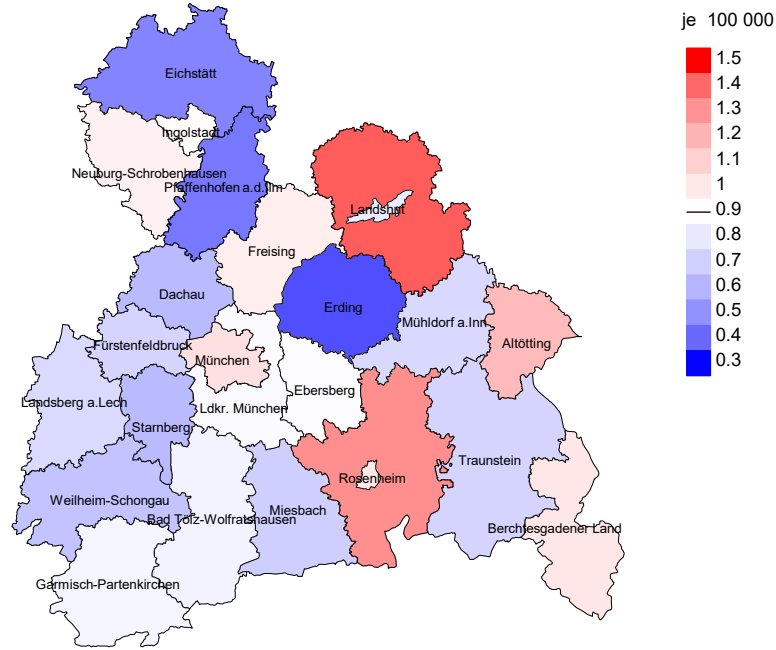 je 100 000
1.5
1.4
1.3
1.2
1.1
1
0.9
0.8
0.7
0.6
0.5
0.4
0.3
Eichstätt
Ingolstadt
Neuburg-Schrobenhausen
Pfaffenhofen a.d.Ilm
Landshut
Freising
Dachau
Erding
Mühldorf a.Inn
Fürstenfeldbruck
München
Altötting
Ebersberg
Landsberg a.Lech
Ldkr. München
Starnberg
Traunstein
Rosenheim
Weilheim-Schongau
Miesbach
Bad Tölz-Wolfratshausen
Berchtesgadener Land
Garmisch-Partenkirchen